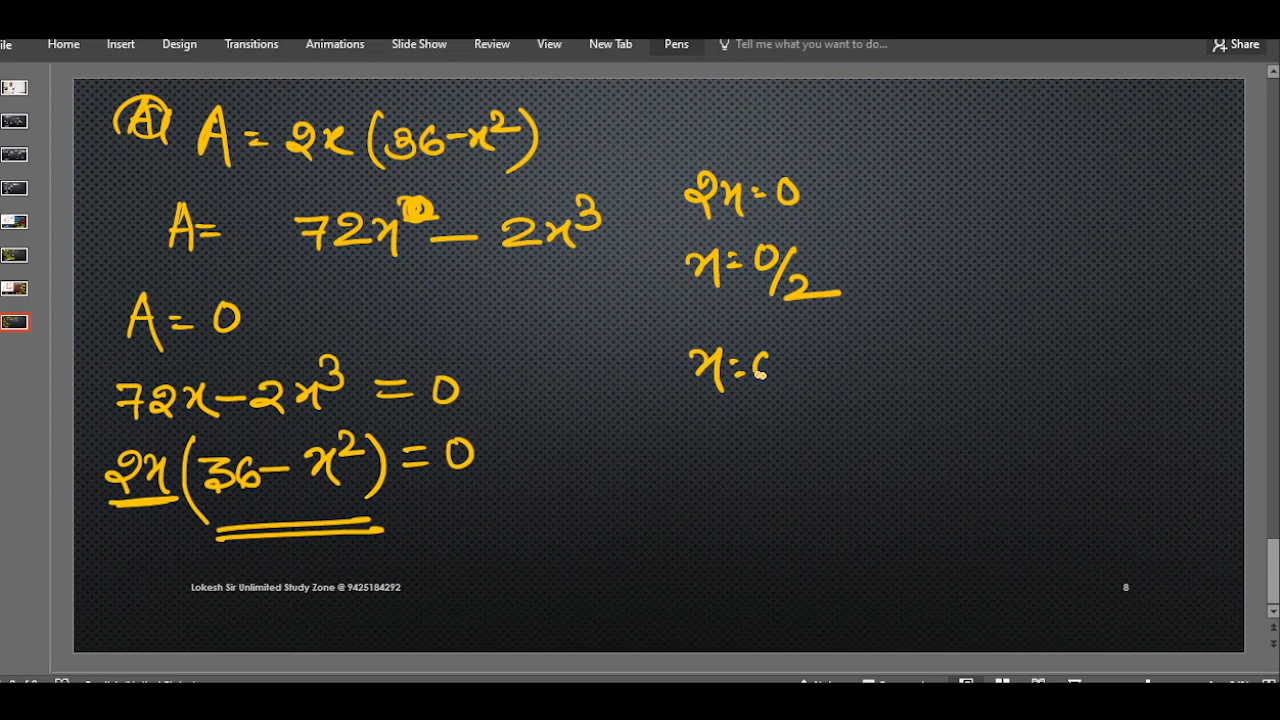 File Home Insert Design Transitions Animations Slide Show Review View New Tab Pens Tell me what you want to do... Share
(A) A = 2x (36-x²)
A = 72x - 2x³
A = 0
72x-2x³ = 0
2x(36-x²) = 0
2x=0
x=0/2
x=0
Lokesh Sir Unlimited Study Zone @ 9425184292
8